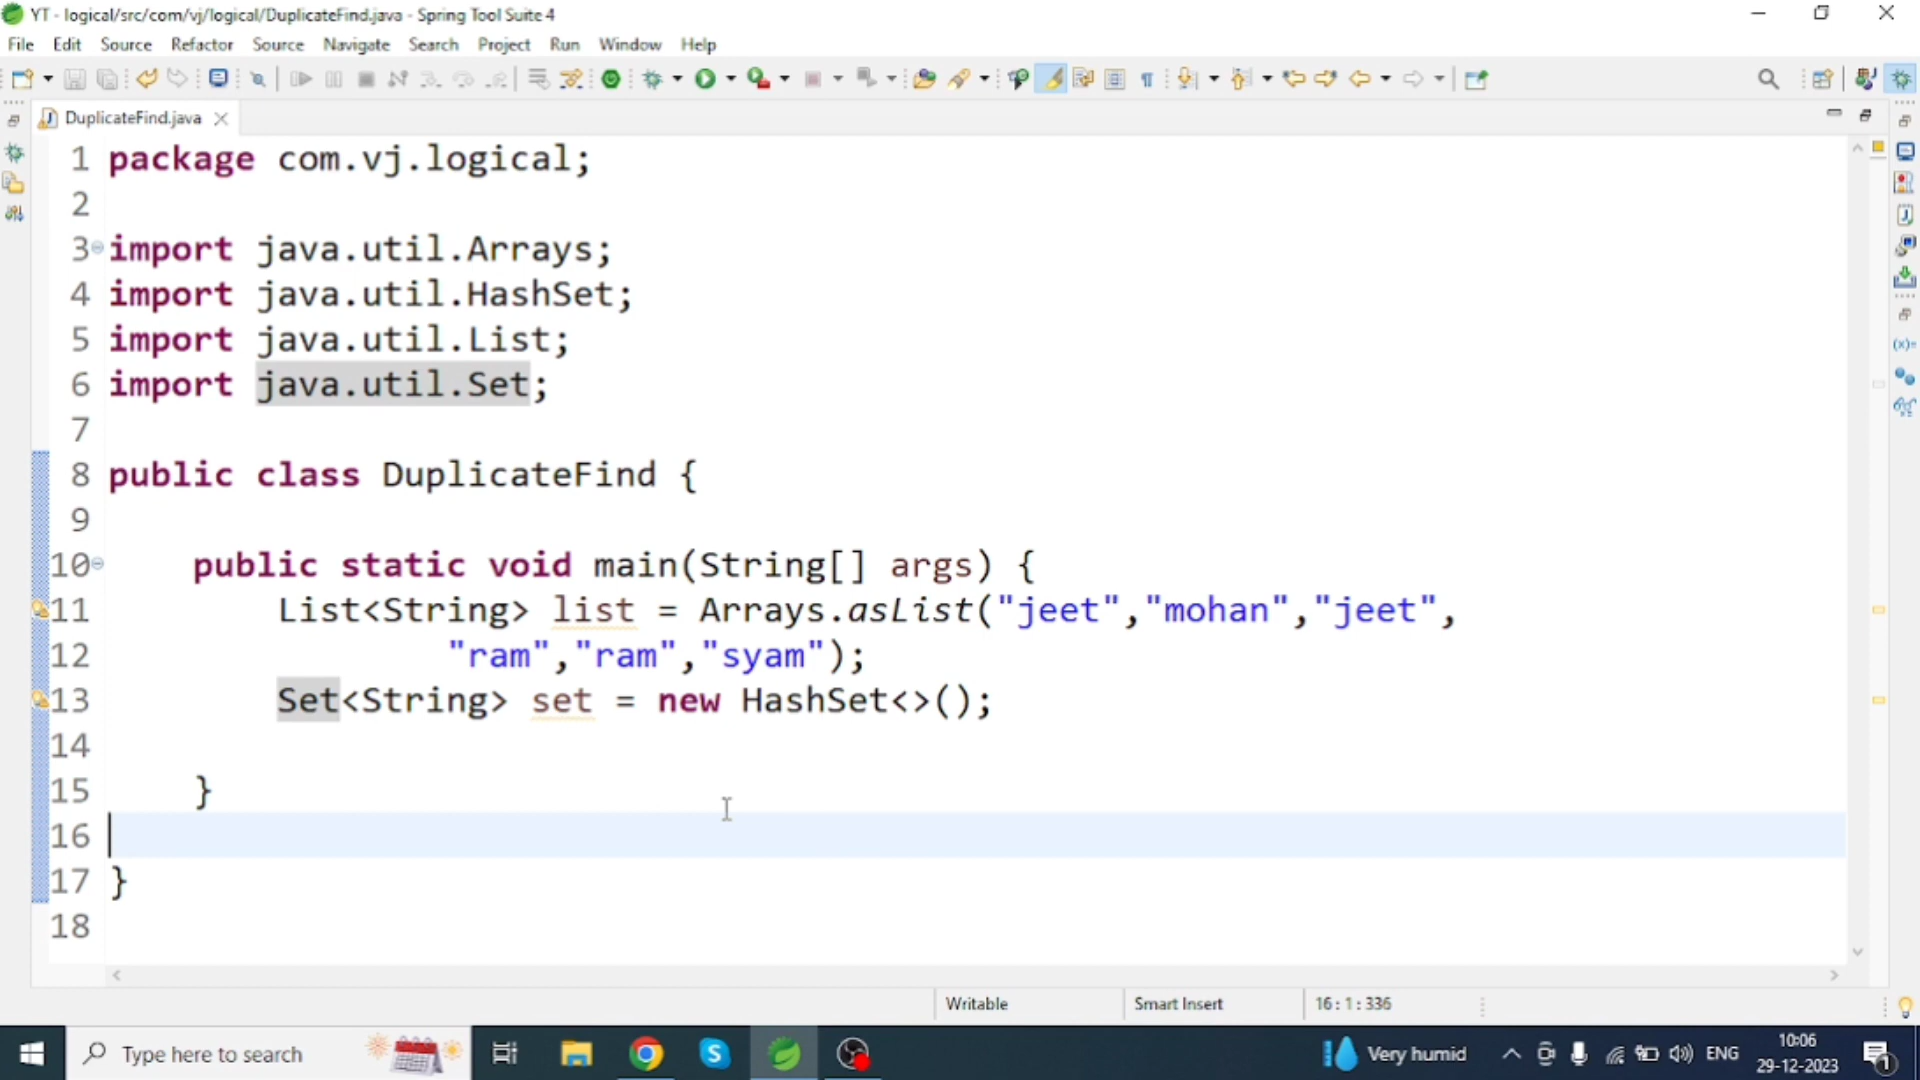 YT - logical/src/com/vj/logical/DuplicateFind.java - Spring Tool Suite 4
File Edit Source Refactor Source Navigate Search Project Run Window Help
DuplicateFind.java
1 package com.vj.logical;
2
3 import java.util.Arrays;
4 import java.util.HashSet;
5 import java.util.List;
6 import java.util.Set;
7
8 public class DuplicateFind {
9
10 public static void main(String[] args) {
11 List<String> list = Arrays.asList("jeet","mohan","jeet",
12 "ram","ram","syam");
13 Set<String> set = new HashSet<>();
14
15 }
16
17 }
18
Writable Smart Insert 16 : 1 : 336
Type here to search Very humid ENG 10:06
29-12-2023 1